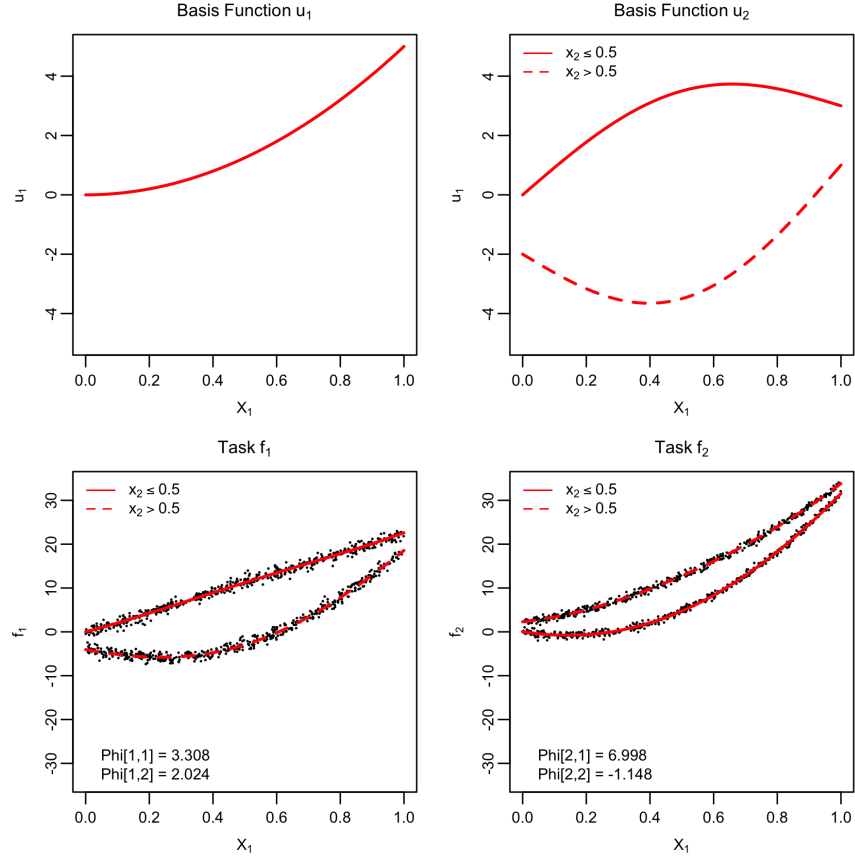 Basis Function u₁
4
2
0
-2
-4
u₁
0.0 0.2 0.4 0.6 0.8 1.0
X₁
Basis Function u₂
x₂ ≤ 0.5
x₂ > 0.5
4
2
0
-2
-4
u₁
0.0 0.2 0.4 0.6 0.8 1.0
X₁
Task f₁
x₂ ≤ 0.5
x₂ > 0.5
30
20
10
0
-10
-20
-30
f₁
Phi[1,1] = 3.308
Phi[1,2] = 2.024
0.0 0.2 0.4 0.6 0.8 1.0
X₁
Task f₂
x₂ ≤ 0.5
x₂ > 0.5
30
20
10
0
-10
-20
-30
f₂
Phi[2,1] = 6.998
Phi[2,2] = -1.148
0.0 0.2 0.4 0.6 0.8 1.0
X₁